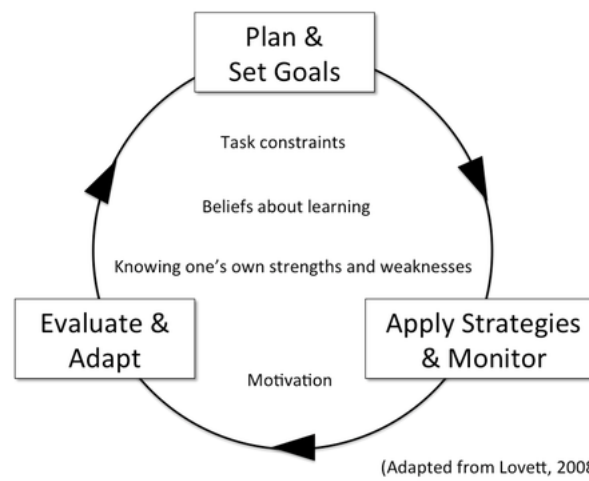 Plan &
Set Goals
Task constraints
Beliefs about learning
Knowing one's own strengths and weaknesses
Evaluate &
Adapt
Apply Strategies
& Monitor
Motivation
(Adapted from Lovett, 2008